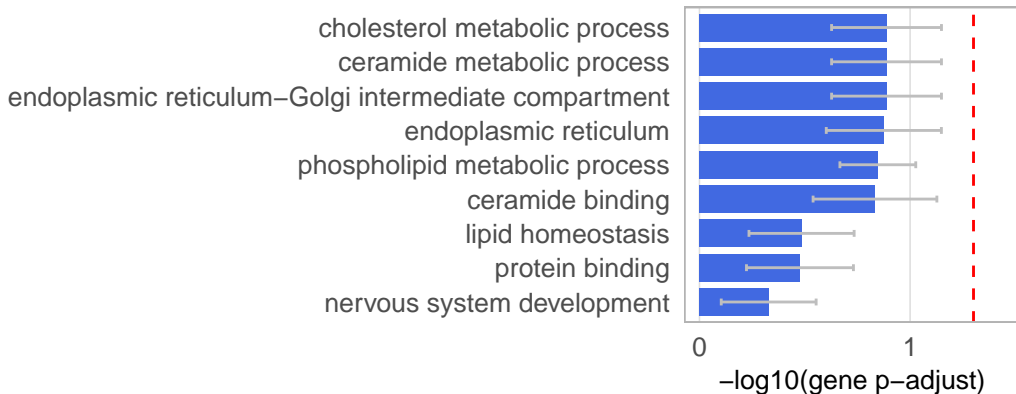 cholesterol metabolic process
ceramide metabolic process
endoplasmic reticulum−Golgi intermediate compartment
endoplasmic reticulum
phospholipid metabolic process
ceramide binding
lipid homeostasis
protein binding
nervous system development
0 1
−log10(gene p−adjust)